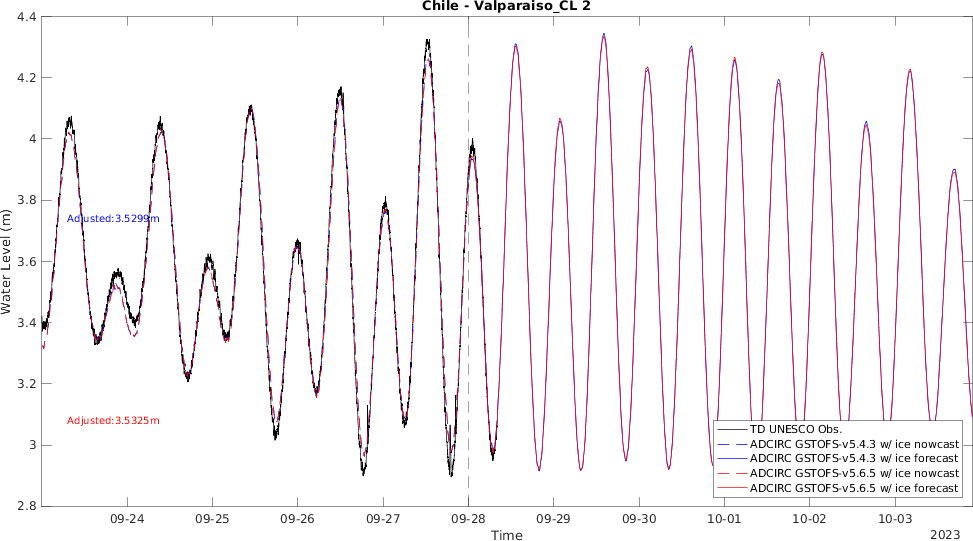 Chile - Valparaiso_CL 2
4.4
4.2
4
3.8
3.6
3.4
3.2
3
2.8
Water Level (m)
Adjusted:3.5299m
Adjusted:3.5325m
TD UNESCO Obs.
ADCIRC GSTOFS-v5.4.3 w/ ice nowcast
ADCIRC GSTOFS-v5.4.3 w/ ice forecast
ADCIRC GSTOFS-v5.6.5 w/ ice nowcast
ADCIRC GSTOFS-v5.6.5 w/ ice forecast
09-24 09-25 09-26 09-27 09-28 09-29 09-30 10-01 10-02 10-03
Time
2023